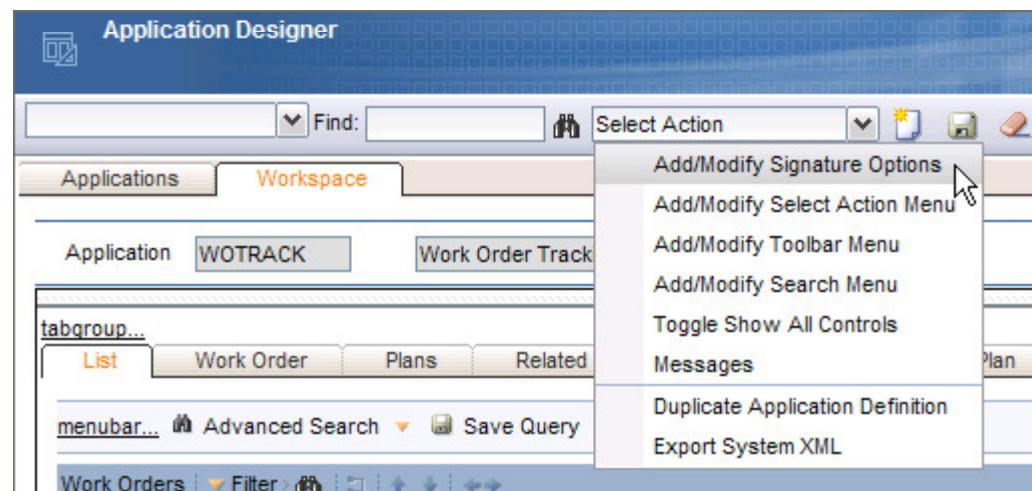 Application Designer
Find:
Select Action
Applications
Workspace
Add/Modify Signature Options
Add/Modify Select Action Menu
Add/Modify Toolbar Menu
Add/Modify Search Menu
Toggle Show All Controls
Messages
Duplicate Application Definition
Export System XML
Application WOTRACK Work Order Tracki
tabgroup...
List Work Order Plans Related Plan
menubar... Advanced Search Save Query
Work Orders Filter